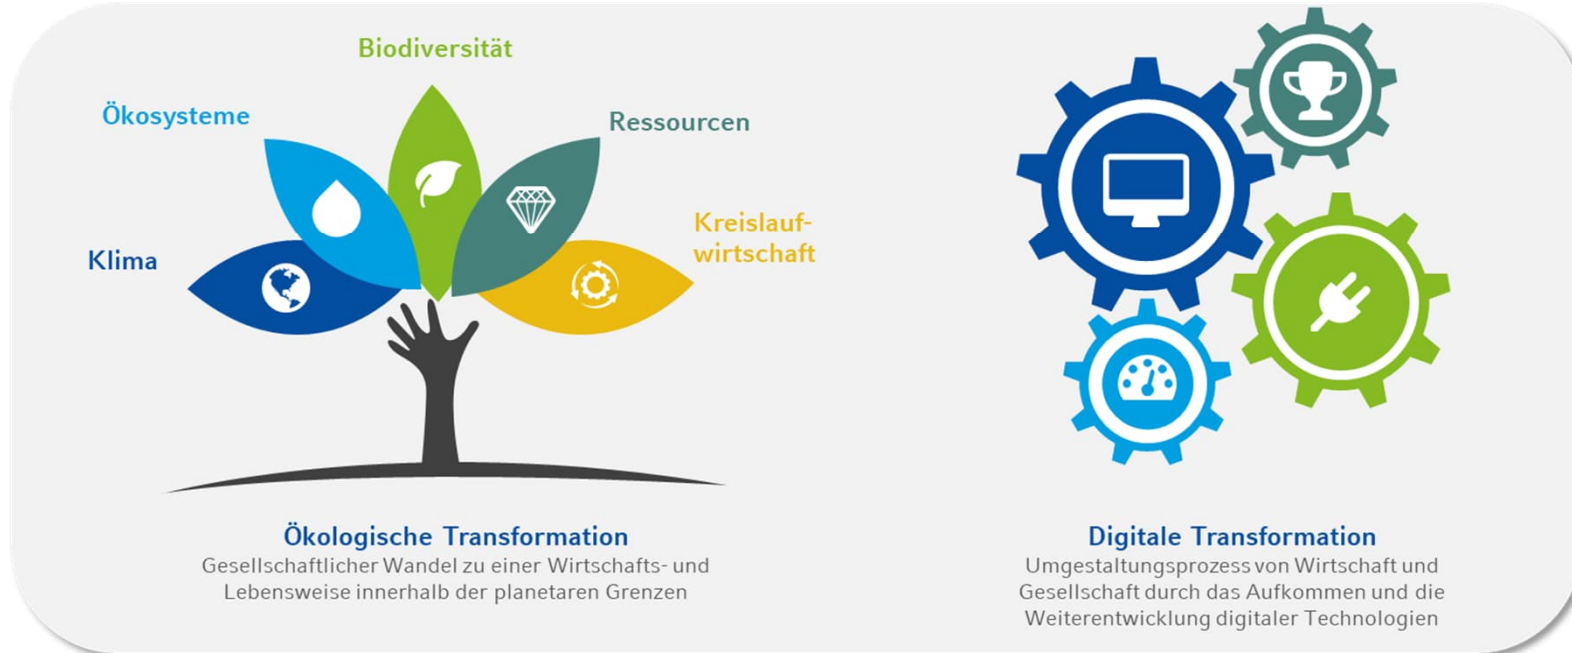 Biodiversität
Ökosysteme
Ressourcen
Klima
Kreislauf-
wirtschaft
Ökologische Transformation
Gesellschaftlicher Wandel zu einer Wirtschafts- und
Lebensweise innerhalb der planetaren Grenzen
Digitale Transformation
Umgestaltungsprozess von Wirtschaft und
Gesellschaft durch das Aufkommen und die
Weiterentwicklung digitaler Technologien